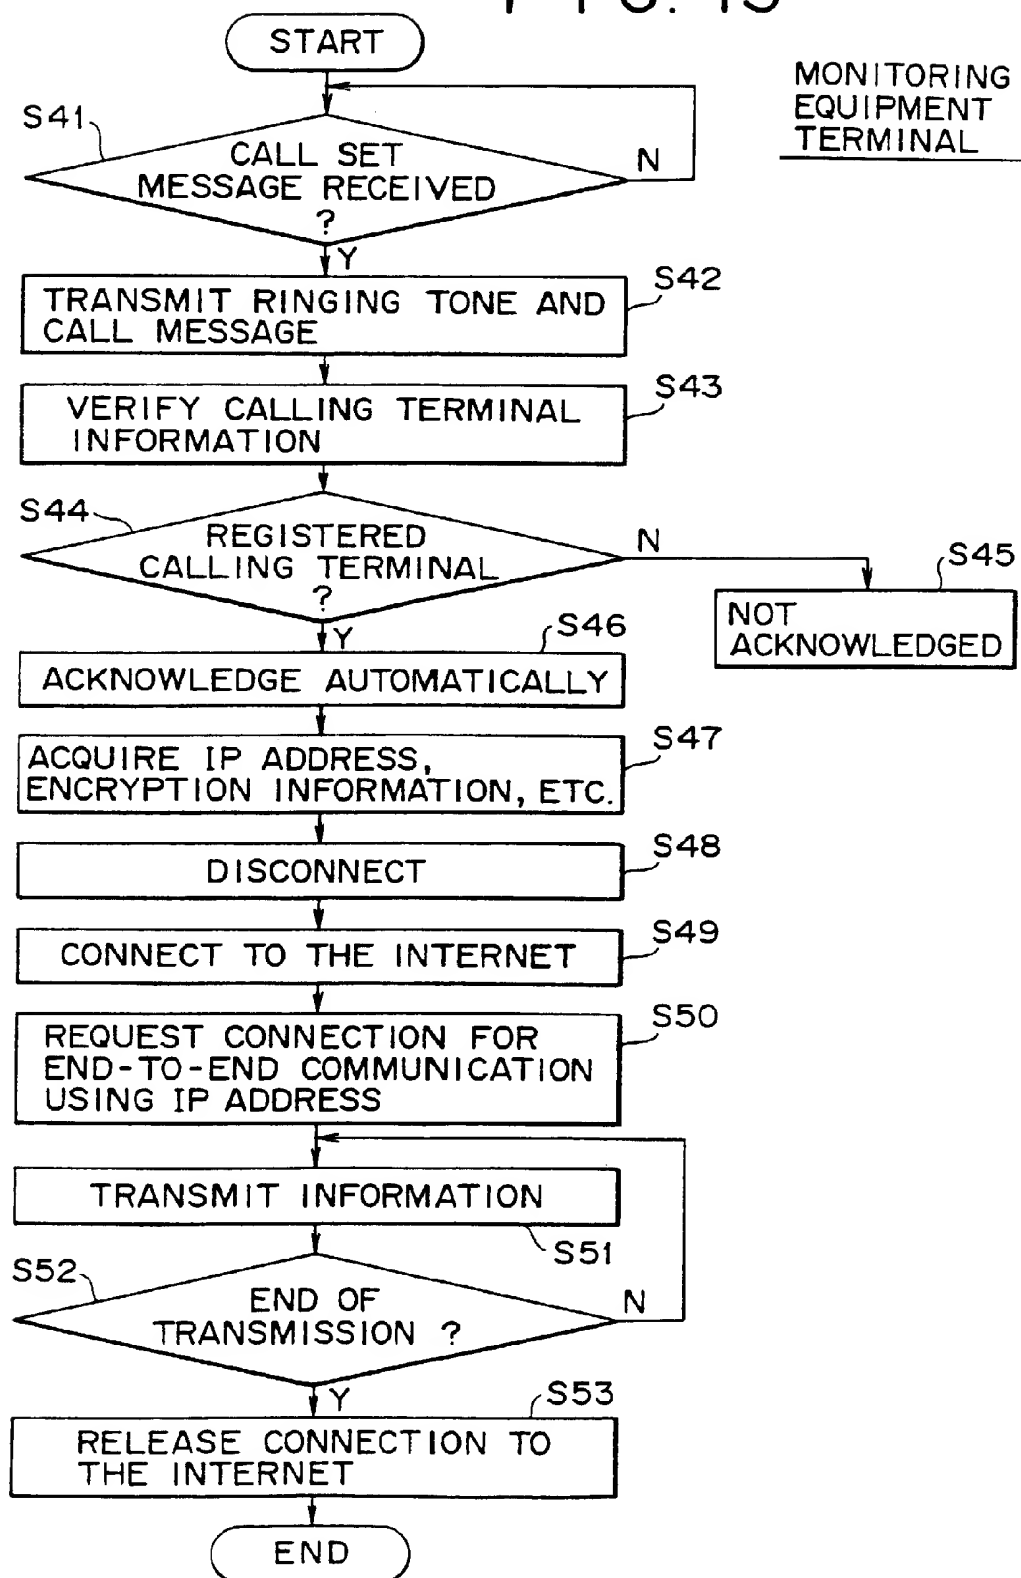 START
MONITORING
EQUIPMENT
TERMINAL
S41
CALL SET
MESSAGE RECEIVED
?
N
Y
S42
TRANSMIT RINGING TONE AND
CALL MESSAGE
S43
VERIFY CALLING TERMINAL
INFORMATION
S44
REGISTERED
CALLING TERMINAL
?
N
Y
S45
NOT
ACKNOWLEDGED
S46
ACKNOWLEDGE AUTOMATICALLY
S47
ACQUIRE IP ADDRESS,
ENCRYPTION INFORMATION, ETC.
S48
DISCONNECT
S49
CONNECT TO THE INTERNET
S50
REQUEST CONNECTION FOR
END-TO-END COMMUNICATION
USING IP ADDRESS
TRANSMIT INFORMATION
S51
S52
END OF
TRANSMISSION ?
N
Y
S53
RELEASE CONNECTION TO
THE INTERNET
END